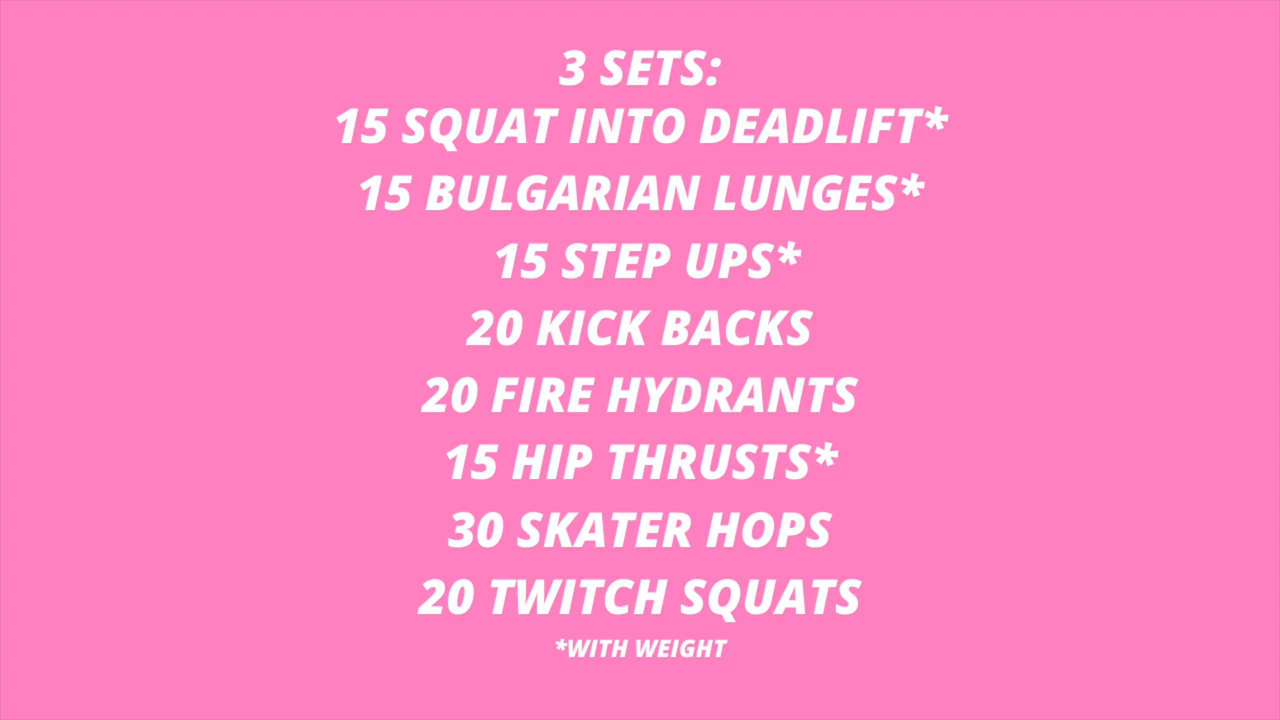 3 SETS:
15 SQUAT INTO DEADLIFT*
15 BULGARIAN LUNGES*
15 STEP UPS*
20 KICK BACKS
20 FIRE HYDRANTS
15 HIP THRUSTS*
30 SKATER HOPS
20 TWITCH SQUATS
*WITH WEIGHT